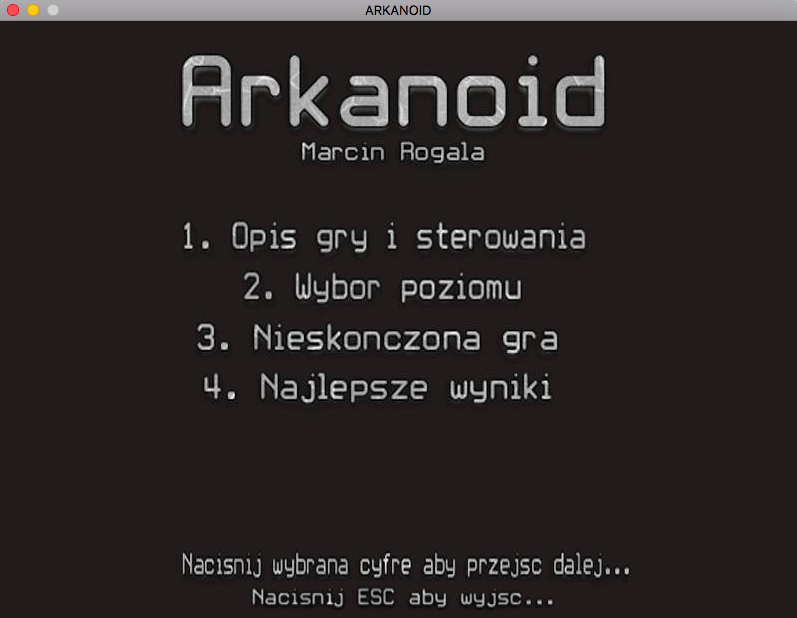 ARKANOID
Arkanoid
Marcin Rogala
1. Opis gry i sterowania
2. Wybor poziomu
3. Nieskonczona gra
4. Najlepsze wyniki
Nacisnij wybrana cyfre aby przejsc dalej...
Nacisnij ESC aby wyjsc...